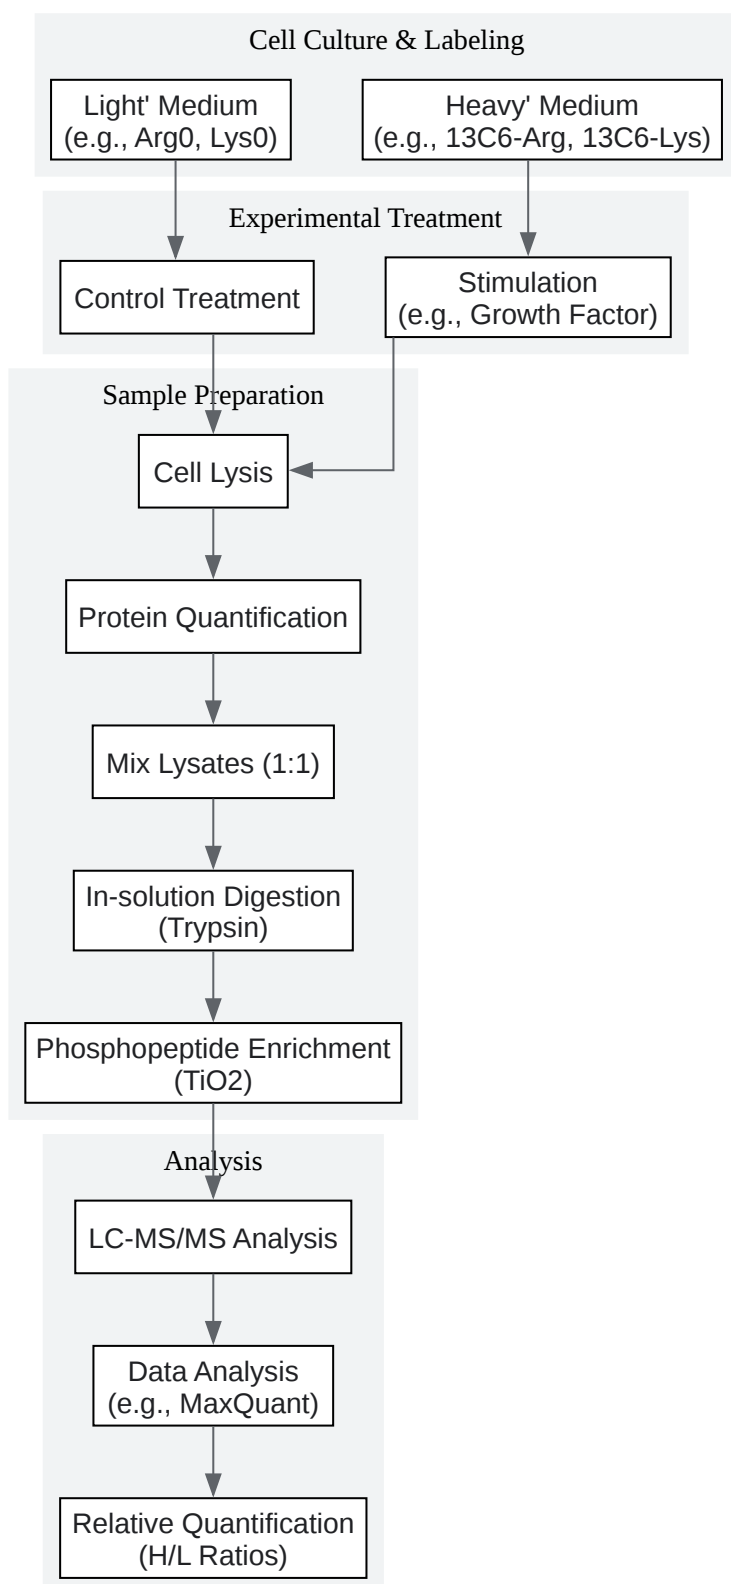 Cell Culture & Labeling
Light' Medium
(e.g., Arg0, Lys0)
Heavy' Medium
(e.g., 13C6-Arg, 13C6-Lys)
Experimental Treatment
Control Treatment
Stimulation
(e.g., Growth Factor)
Sample Preparation
Cell Lysis
Protein Quantification
Mix Lysates (1:1)
In-solution Digestion
(Trypsin)
Phosphopeptide Enrichment
(TiO2)
Analysis
LC-MS/MS Analysis
Data Analysis
(e.g., MaxQuant)
Relative Quantification
(H/L Ratios)